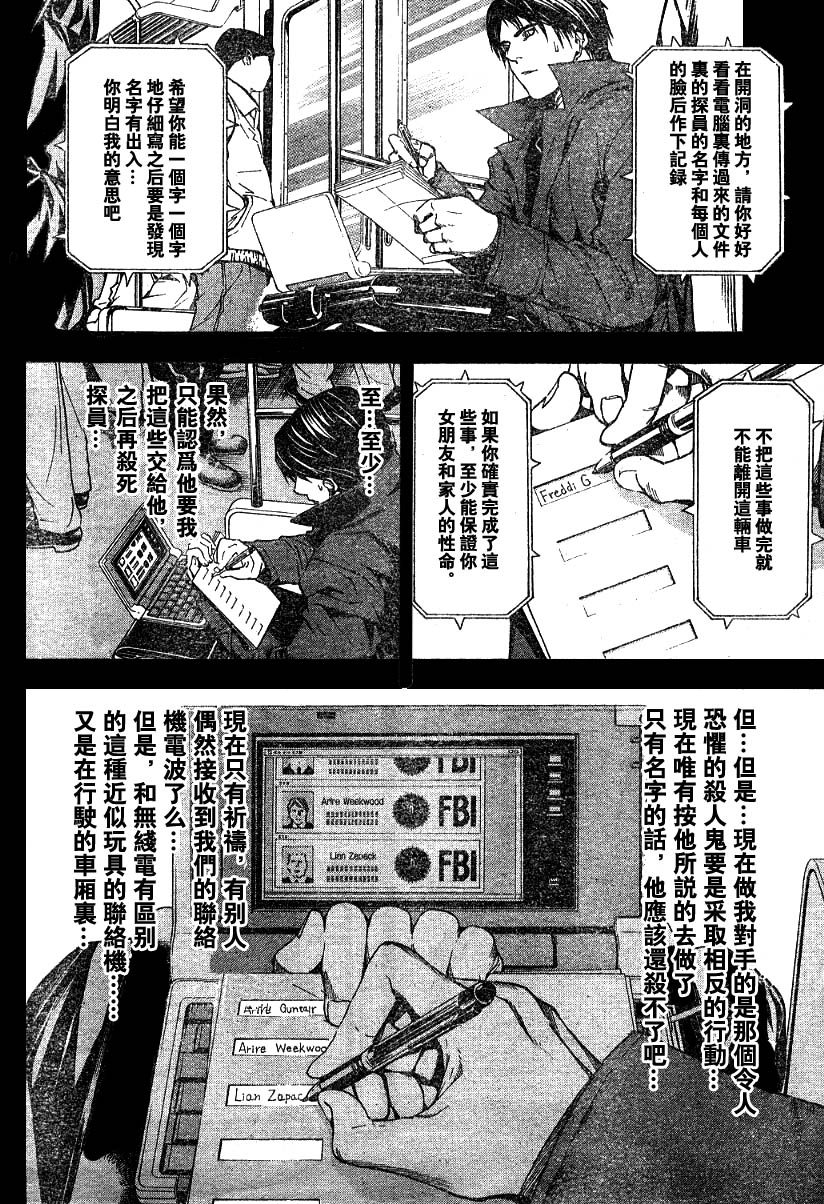 在開洞的地方，請你好好
看看電腦裏傳過來的文件
裏的探員的名字和每個人
的臉后作下記録
希望你能一個字一個字
地仔細寫之后要是發現
名字有出入…
你明白我的意思吧
不把這些事做完就
不能離開這輛車
Freddi G
如果你確實完成了這
些事，至少能保證你
女朋友和家人的性命。
至…至少…
果然…
只能認爲他要我
把這些交給他，
之后再殺死
探員…
但…但是…現在做我對手的是那個令人
恐懼的殺人鬼要是采取相反的行動…
現在唯有按他所説的去做了
只有名字的話，他應該還殺不了吧…
FBI
Arire Weekwood
FBI
Lian Zapack
FBI
現在只有祈禱，有别人
偶然接收到我們的聯絡
機電波了么…
但是，和無綫電有區别
的這種近似玩具的聯絡機……
又是在行駛的車厢裏…
Guntair
Arire Weekwoo
Lian Zapac